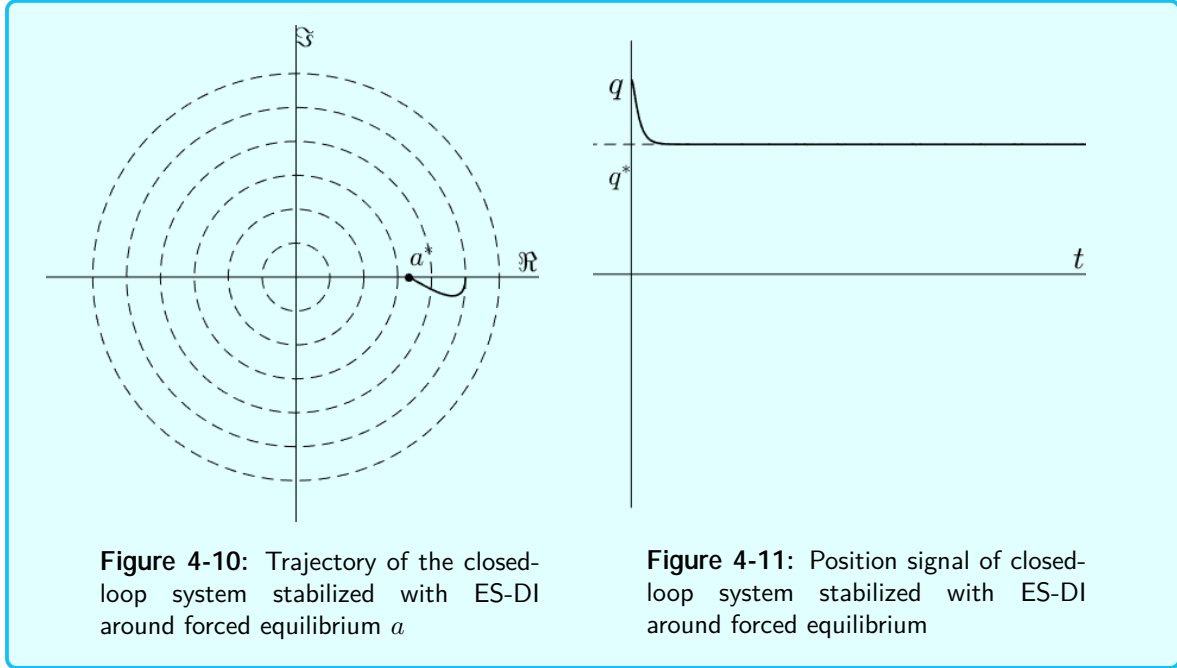 ℑ
a*
ℜ
q
q*
t
Figure 4-10: Trajectory of the closed-
loop system stabilized with ES-DI
around forced equilibrium a
Figure 4-11: Position signal of closed-
loop system stabilized with ES-DI
around forced equilibrium